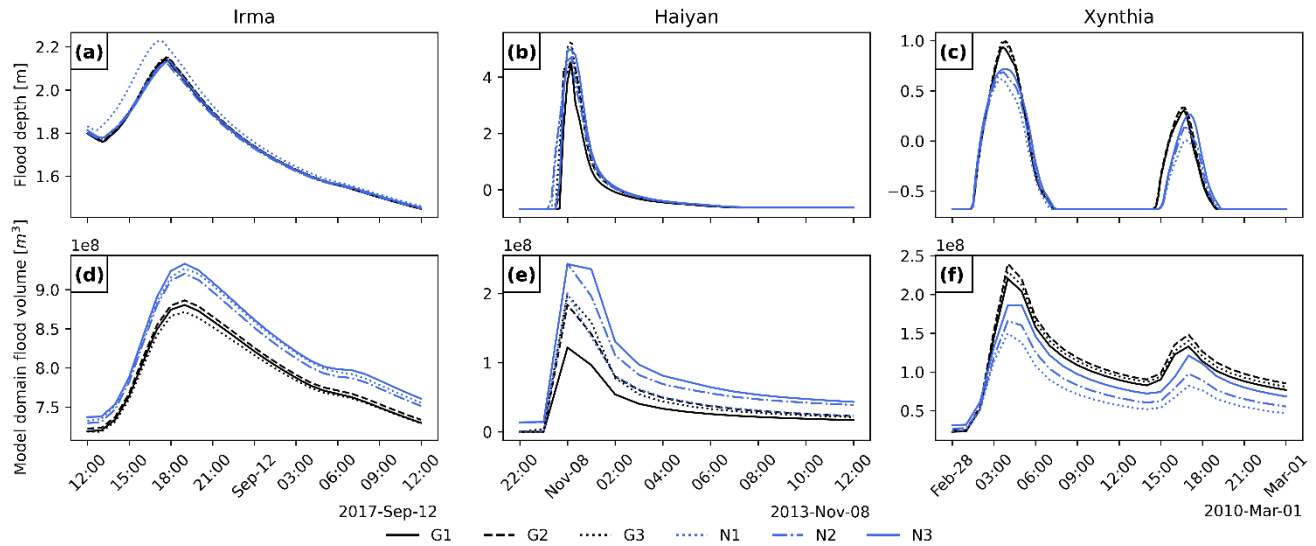 Irma Haiyan Xynthia
(a) (b) (c)
Flood depth [m]
2.2
2.0
1.8
1.6
4
2
0
1.0
0.5
0.0
−0.5
1e8 1e8 1e8
(d) (e) (f)
Model domain flood volume [m³]
9.0
8.5
8.0
7.5
2
1
0
2.5
2.0
1.5
1.0
0.5
12:00 15:00 18:00 21:00 Sep-12 03:00 06:00 09:00 12:00
22:00 Nov-08 02:00 04:00 06:00 08:00 10:00 12:00
Feb-28 03:00 06:00 09:00 12:00 15:00 18:00 21:00 Mar-01
2017-Sep-12 2013-Nov-08 2010-Mar-01
G1 G2 G3 N1 N2 N3